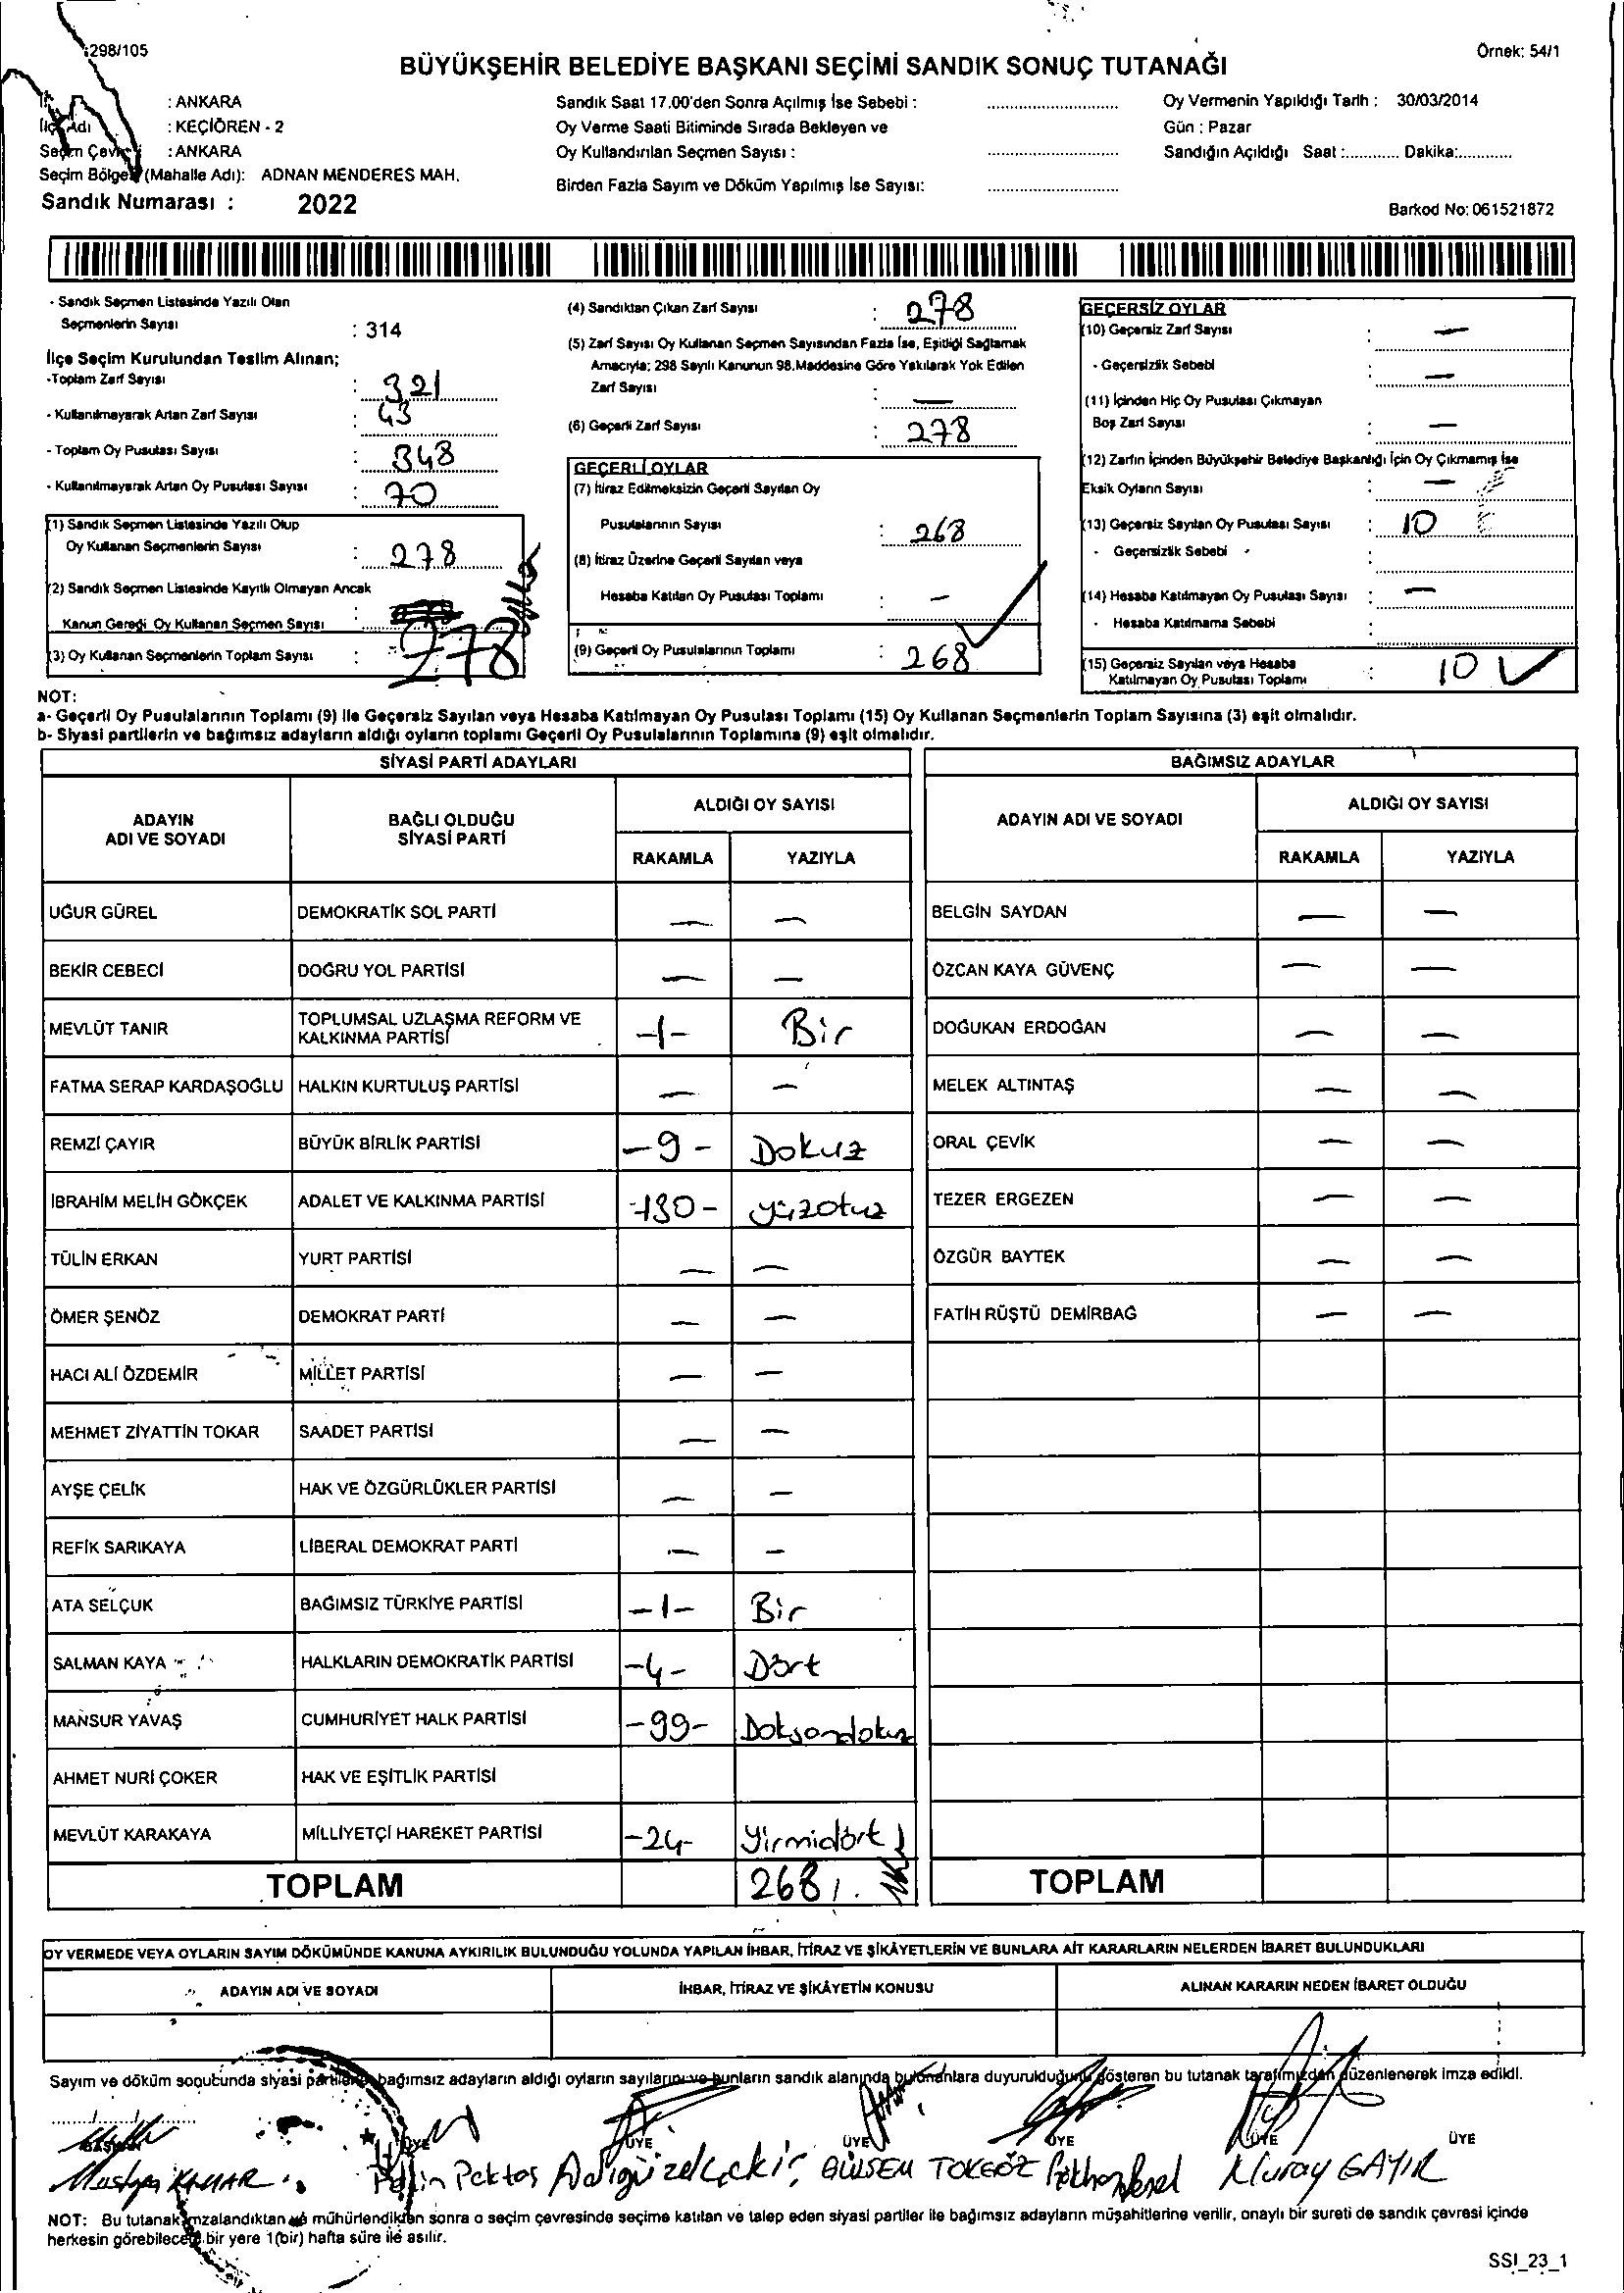 298/105
Örnek: 54/1
BÜYÜKŞEHİR BELEDİYE BAŞKANI SEÇİMİ SANDIK SONUÇ TUTANAĞI
: ANKARA
İlçe Adı : KEÇİÖREN - 2
Seçim Çevresi : ANKARA
Seçim Bölgesi (Mahalle Adı): ADNAN MENDERES MAH.
Sandık Numarası : 2022
Sandık Saat 17.00'den Sonra Açılmış İse Sebebi :
Oy Verme Saati Bitiminde Sırada Bekleyen ve
Oy Kullandırılan Seçmen Sayısı :
Birden Fazla Sayım ve Döküm Yapılmış İse Sayısı:
Oy Vermenin Yapıldığı Tarih : 30/03/2014
Gün : Pazar
Sandığın Açıldığı Saat :............ Dakika:............
Barkod No: 061521872
- Sandık Seçmen Listesinde Yazılı Olan
Seçmenlerin Sayısı : 314
İlçe Seçim Kurulundan Teslim Alınan;
-Toplam Zarf Sayısı : 321
- Kullanılmayarak Artan Zarf Sayısı : 43
- Toplam Oy Pusulası Sayısı : 348
- Kullanılmayarak Artan Oy Pusulası Sayısı : 70
(1) Sandık Seçmen Listesinde Yazılı Olup
Oy Kullanan Seçmenlerin Sayısı : 278
(2) Sandık Seçmen Listesinde Kayıtlı Olmayan Ancak
Kanun Gereği Oy Kullanan Seçmen Sayısı :
(3) Oy Kullanan Seçmenlerin Toplam Sayısı : 278
(4) Sandıktan Çıkan Zarf Sayısı : 278
(5) Zarf Sayısı Oy Kullanan Seçmen Sayısından Fazla İse, Eşitliği Sağlamak
Amacıyla; 298 Sayılı Kanunun 98.Maddesine Göre Yakılarak Yok Edilen
Zarf Sayısı : —
(6) Geçerli Zarf Sayısı : 278
GEÇERLİ OYLAR
(7) İtiraz Edilmeksizin Geçerli Sayılan Oy
Pusulalarının Sayısı : 268
(8) İtiraz Üzerine Geçerli Sayılan veya
Hesaba Katılan Oy Pusulası Toplamı : —
(9) Geçerli Oy Pusulalarının Toplamı : 268
GEÇERSİZ OYLAR
(10) Geçersiz Zarf Sayısı : —
- Geçersizlik Sebebi : —
(11) İçinden Hiç Oy Pusulası Çıkmayan
Boş Zarf Sayısı : —
(12) Zarfın İçinden Büyükşehir Belediye Başkanlığı İçin Oy Çıkmamış İse
Eksik Oyların Sayısı : —
(13) Geçersiz Sayılan Oy Pusulası Sayısı : 10
- Geçersizlik Sebebi :
(14) Hesaba Katılmayan Oy Pusulası Sayısı : —
- Hesaba Katılmama Sebebi :
(15) Geçersiz Sayılan veya Hesaba
Katılmayan Oy Pusulası Toplamı : 10
NOT:
a- Geçerli Oy Pusulalarının Toplamı (9) ile Geçersiz Sayılan veya Hesaba Katılmayan Oy Pusulası Toplamı (15) Oy Kullanan Seçmenlerin Toplam Sayısına (3) eşit olmalıdır.
b- Siyasi partilerin ve bağımsız adayların aldığı oyların toplamı Geçerli Oy Pusulalarının Toplamına (9) eşit olmalıdır.
SİYASİ PARTİ ADAYLARI
ADAYIN ADI VE SOYADI
BAĞLI OLDUĞU SİYASİ PARTİ
ALDIĞI OY SAYISI
RAKAMLA YAZIYLA
UĞUR GÜREL DEMOKRATİK SOL PARTİ — —
BEKİR CEBECİ DOĞRU YOL PARTİSİ — —
MEVLÜT TANIR TOPLUMSAL UZLAŞMA REFORM VE KALKINMA PARTİSİ -1- Bir
FATMA SERAP KARDAŞOĞLU HALKIN KURTULUŞ PARTİSİ — —
REMZİ ÇAYIR BÜYÜK BİRLİK PARTİSİ -9- Dokuz
İBRAHİM MELİH GÖKÇEK ADALET VE KALKINMA PARTİSİ -130- yüzotuz
TÜLİN ERKAN YURT PARTİSİ — —
ÖMER ŞENÖZ DEMOKRAT PARTİ — —
HACI ALİ ÖZDEMİR MİLLET PARTİSİ — —
MEHMET ZİYATTİN TOKAR SAADET PARTİSİ — —
AYŞE ÇELİK HAK VE ÖZGÜRLÜKLER PARTİSİ — —
REFİK SARIKAYA LİBERAL DEMOKRAT PARTİ — —
ATA SELÇUK BAĞIMSIZ TÜRKİYE PARTİSİ -1- Bir
SALMAN KAYA HALKLARIN DEMOKRATİK PARTİSİ -4- Dört
MANSUR YAVAŞ CUMHURİYET HALK PARTİSİ -99- Doksandokuz
AHMET NURİ ÇOKER HAK VE EŞİTLİK PARTİSİ
MEVLÜT KARAKAYA MİLLİYETÇİ HAREKET PARTİSİ -24- Yirmidört
TOPLAM 268
BAĞIMSIZ ADAYLAR
ADAYIN ADI VE SOYADI
ALDIĞI OY SAYISI
RAKAMLA YAZIYLA
BELGİN SAYDAN — —
ÖZCAN KAYA GÜVENÇ — —
DOĞUKAN ERDOĞAN — —
MELEK ALTINTAŞ — —
ORAL ÇEVİK — —
TEZER ERGEZEN — —
ÖZGÜR BAYTEK — —
FATİH RÜŞTÜ DEMİRBAĞ — —
TOPLAM
OY VERMEDE VEYA OYLARIN SAYIM DÖKÜMÜNDE KANUNA AYKIRILIK BULUNDUĞU YOLUNDA YAPILAN İHBAR, İTİRAZ VE ŞİKÂYETLERİN VE BUNLARA AİT KARARLARIN NELERDEN İBARET BULUNDUKLARI
ADAYIN ADI VE SOYADI
İHBAR, İTİRAZ VE ŞİKÂYETİN KONUSU
ALINAN KARARIN NEDEN İBARET OLDUĞU
Sayım ve döküm sonucunda siyasi partilerin bağımsız adayların aldığı oyların sayılarını ve bunların sandık alanında bulunanlara duyurulduğunu gösteren bu tutanak tarafımızdan düzenlenerek imza edildi.
BAŞKAN ÜYE ÜYE ÜYE ÜYE ÜYE ÜYE
Pelin Pektaş GÜLSEM TOKGÖZ Nuray GAYIR
NOT: Bu tutanak imzalandıktan ve mühürlendikten sonra o seçim çevresinde seçime katılan ve talep eden siyasi partiler ile bağımsız adayların müşahitlerine verilir, onaylı bir sureti de sandık çevresi içinde
herkesin görebileceği bir yere 1(bir) hafta süre ile asılır.
SSI_23_1